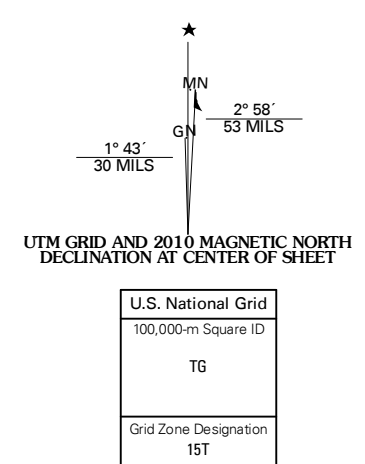 MN
2° 58´
53 MILS
GN
1° 43´
30 MILS
UTM GRID AND 2010 MAGNETIC NORTH
DECLINATION AT CENTER OF SHEET
U.S. National Grid
100,000-m Square ID
TG
Grid Zone Designation
15T